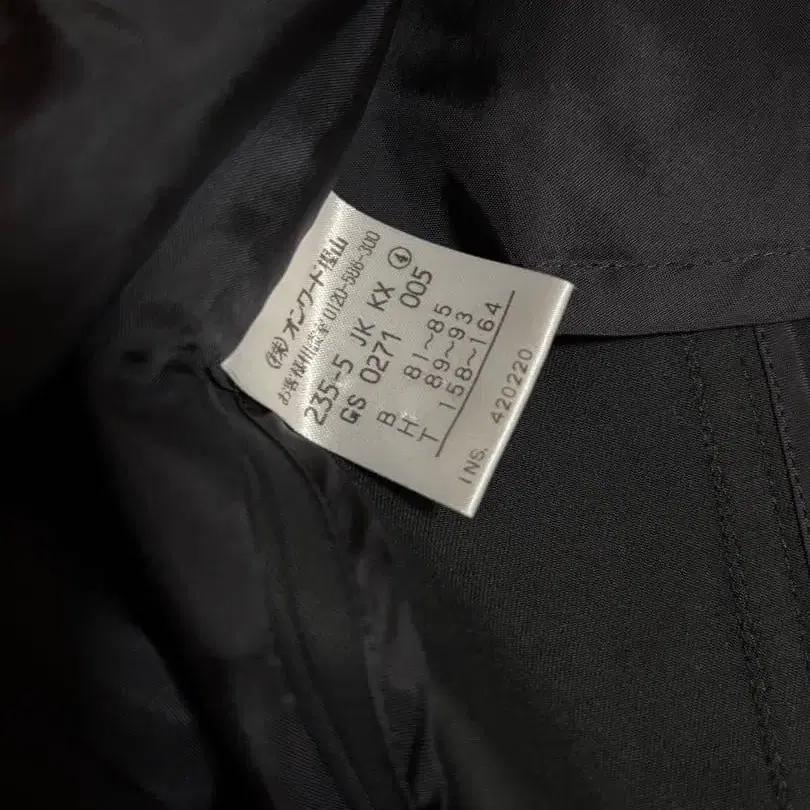 (株)オンワード樫山
お客様相談室 0120-586-300
235-5 JK KX ④
GS 0271 005
B 81~85
H 89~93
T 158~164
INS. 420220